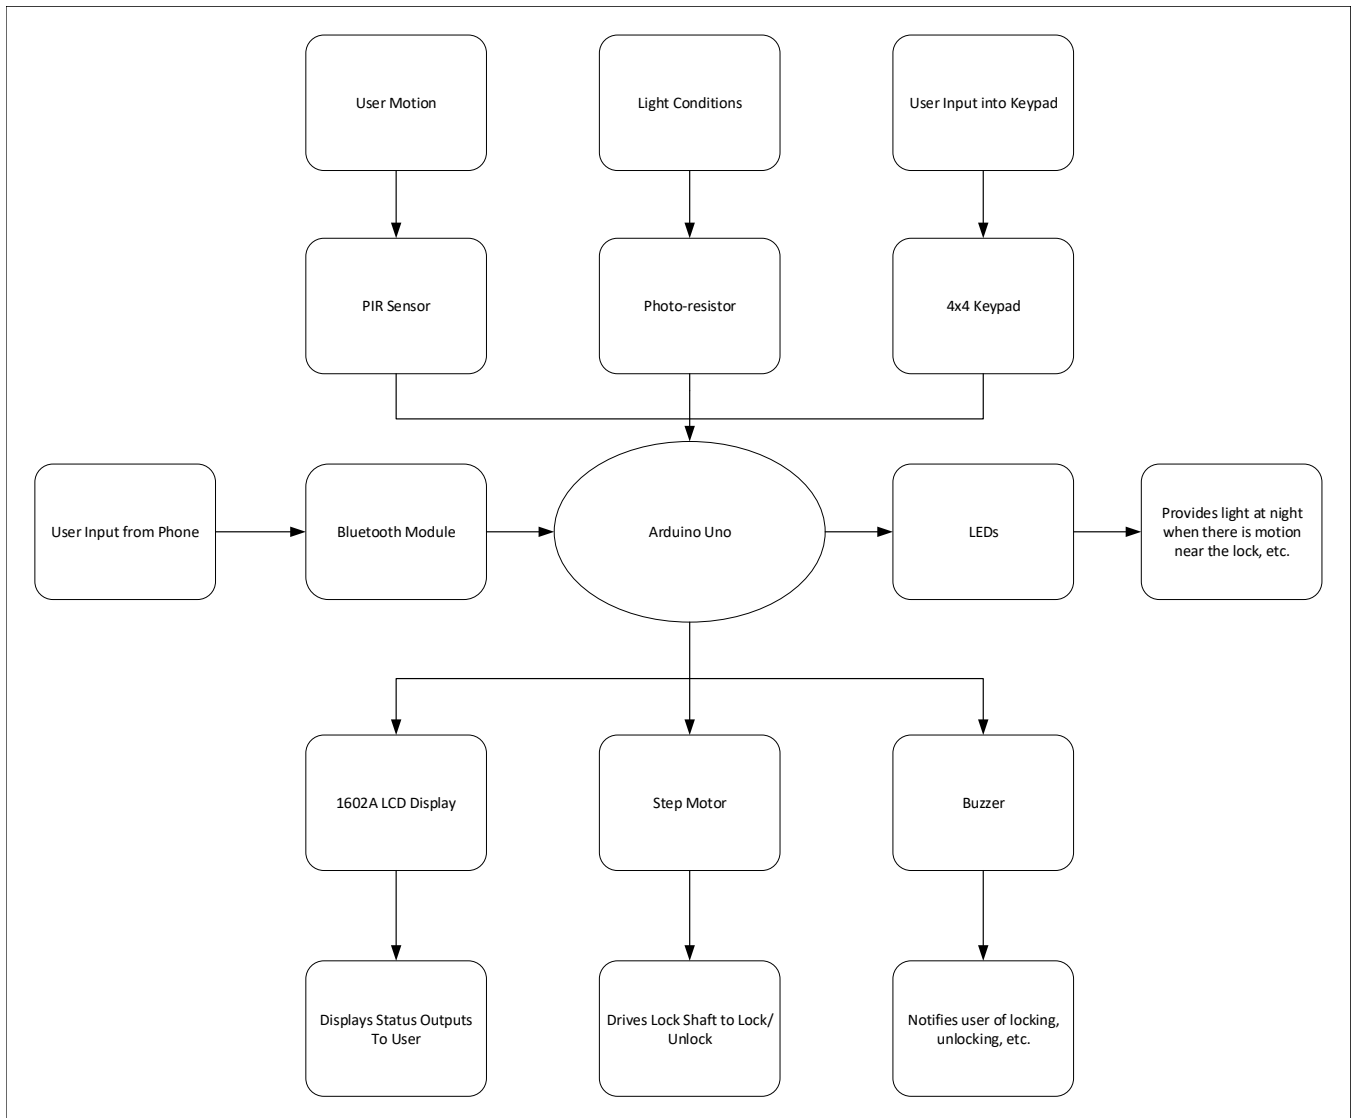 User Motion
Light Conditions
User Input into Keypad
PIR Sensor
Photo-resistor
4x4 Keypad
User Input from Phone
Bluetooth Module
Arduino Uno
LEDs
Provides light at night
when there is motion
near the lock, etc.
1602A LCD Display
Step Motor
Buzzer
Displays Status Outputs
To User
Drives Lock Shaft to Lock/
Unlock
Notifies user of locking,
unlocking, etc.